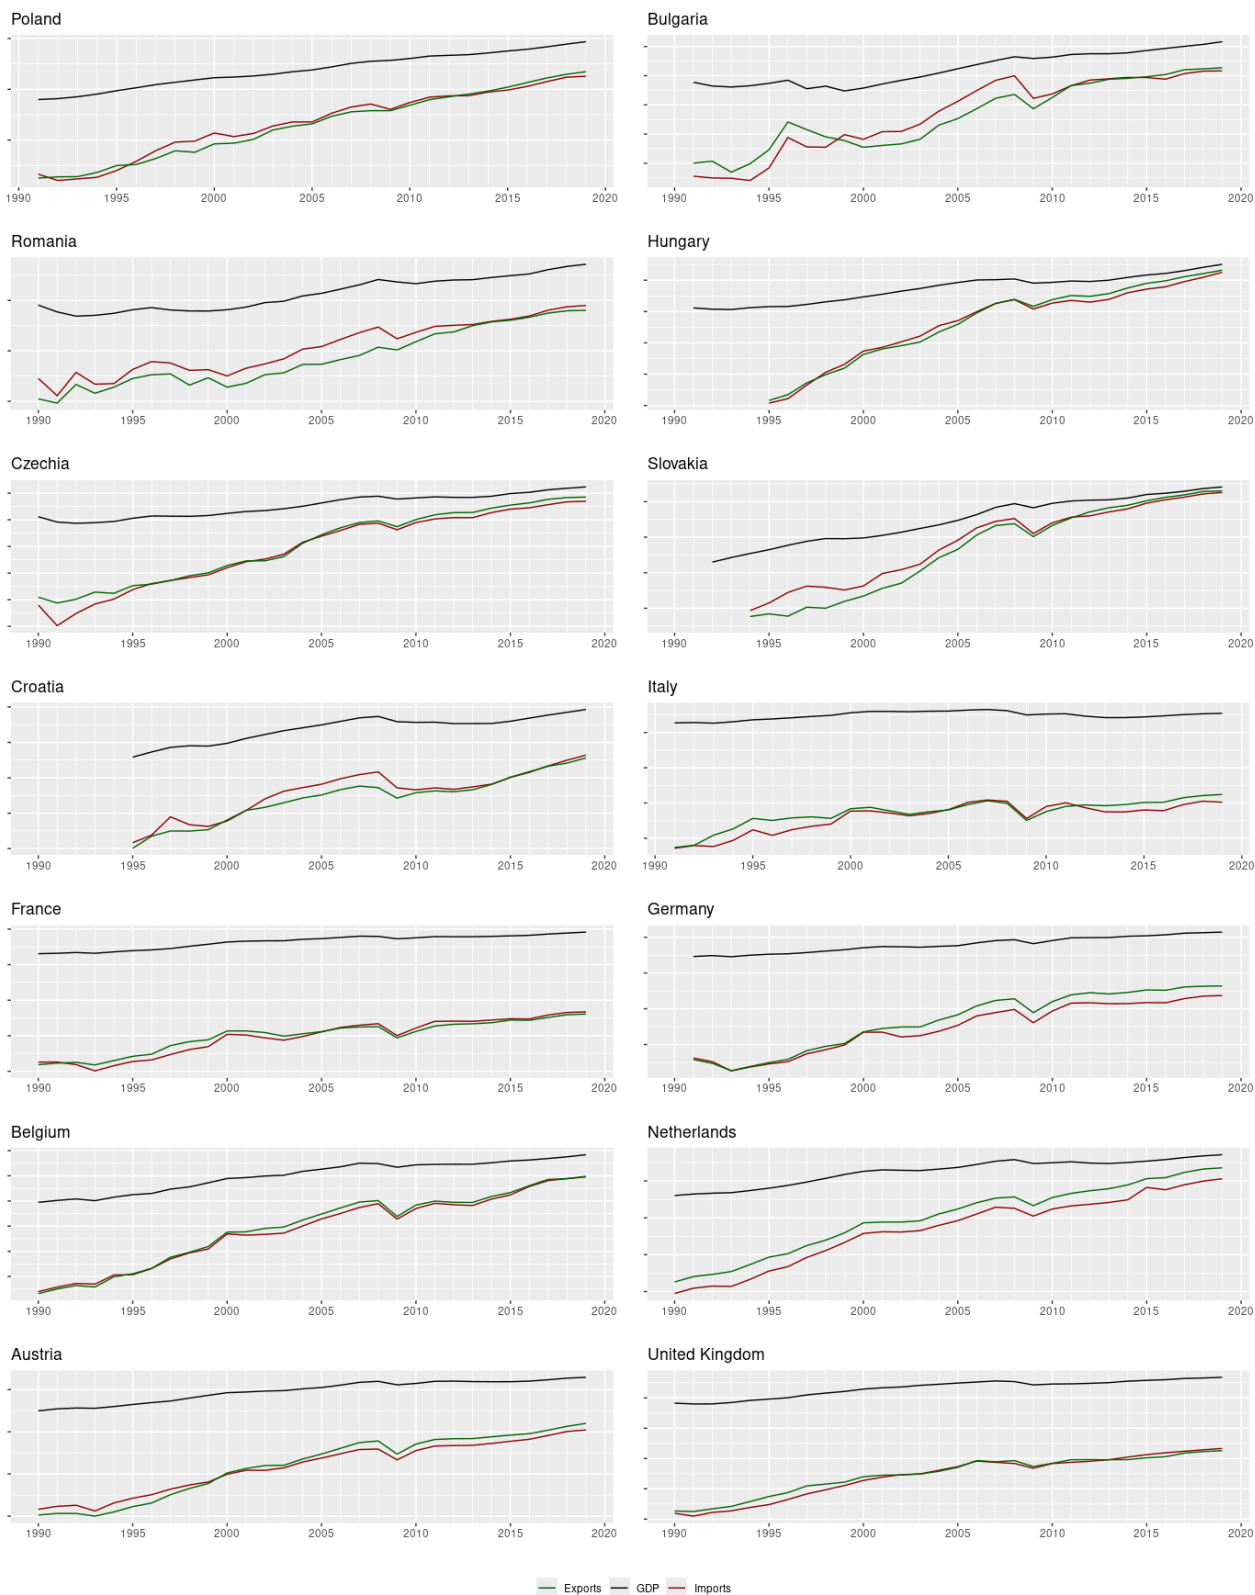 Poland Bulgaria
1990 1995 2000 2005 2010 2015 2020 1990 1995 2000 2005 2010 2015 2020
Romania Hungary
1990 1995 2000 2005 2010 2015 2020 1990 1995 2000 2005 2010 2015 2020
Czechia Slovakia
1990 1995 2000 2005 2010 2015 2020 1990 1995 2000 2005 2010 2015 2020
Croatia Italy
1990 1995 2000 2005 2010 2015 2020 1990 1995 2000 2005 2010 2015 2020
France Germany
1990 1995 2000 2005 2010 2015 2020 1990 1995 2000 2005 2010 2015 2020
Belgium Netherlands
1990 1995 2000 2005 2010 2015 2020 1990 1995 2000 2005 2010 2015 2020
Austria United Kingdom
1990 1995 2000 2005 2010 2015 2020 1990 1995 2000 2005 2010 2015 2020
Exports GDP Imports